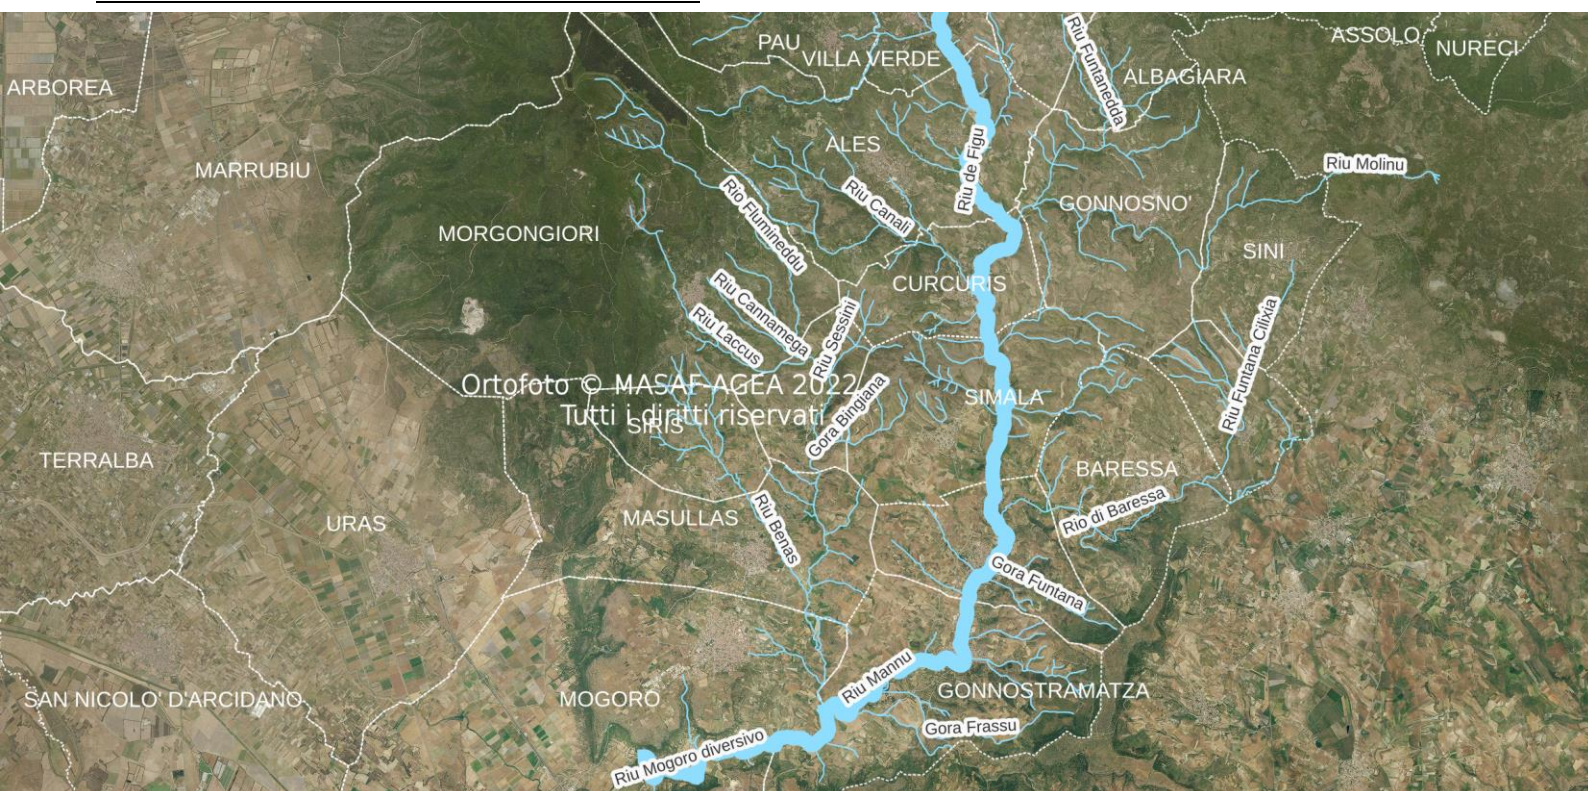 PAU
VILLA VERDE
Riu Funtanedda
ASSOLO
NURECI
ARBOREA
ALBAGIARA
MARRUBIU
ALES
Riu de Figu
Riu Molinu
Rio Flumineddu
Riu Canali
GONNOSNO'
MORGONGIORI
SINI
CURCURIS
Riu Cannamega
Riu Laccus
Riu Sessini
Riu Funtana Cilixia
Ortofoto © MASAF-AGEA 2022
Tutti i diritti riservati
SIRIS
Gora Bingiana
SIMALA
TERRALBA
BARESSA
URAS
MASULLAS
Riu Benas
Rio di Baressa
Gora Funtana
SAN NICOLO' D'ARCIDANO
MOGORO
Riu Mannu
GONNOSTRAMATZA
Gora Frassu
Riu Mogoro diversivo